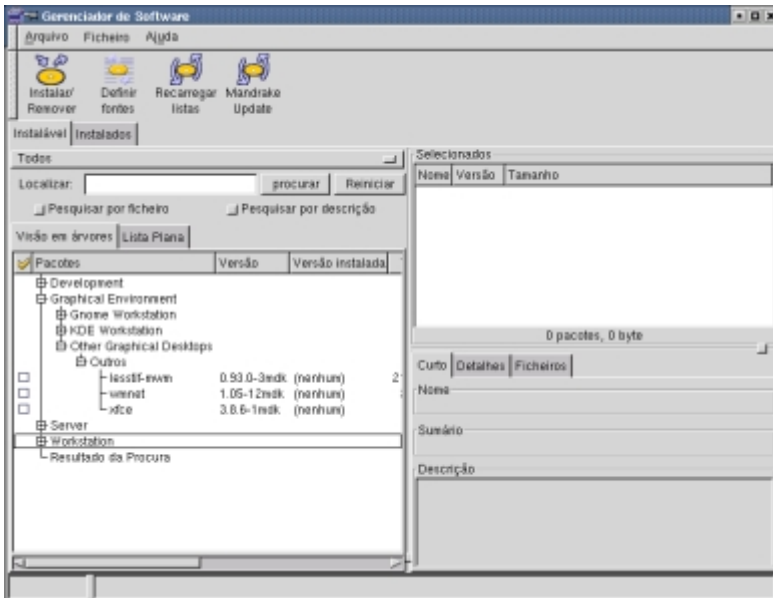 Gerenciador de Software
Arquivo Ficheiro Ajuda
Instalar/ Remover
Definir fontes
Recarregar listas
Mandrake Update
Instalável Instalados
Todos
Localizar: procurar Reiniciar
Pesquisar por ficheiro Pesquisar por descrição
Visão em árvores Lista Plana
Pacotes Versão Versão instalada
Development
Graphical Environment
Gnome Workstation
KDE Workstation
Other Graphical Desktops
Outros
lesstif-mwm 0.93.0-3mdk (nenhum) 2
wmnet 1.05-12mdk (nenhum)
xfce 3.8.6-1mdk (nenhum)
Server
Workstation
Resultado da Procura
Selecionados
Nome Versão Tamanho
0 pacotes, 0 byte
Curto Detalhes Ficheiros
Nome
Sumário
Descrição